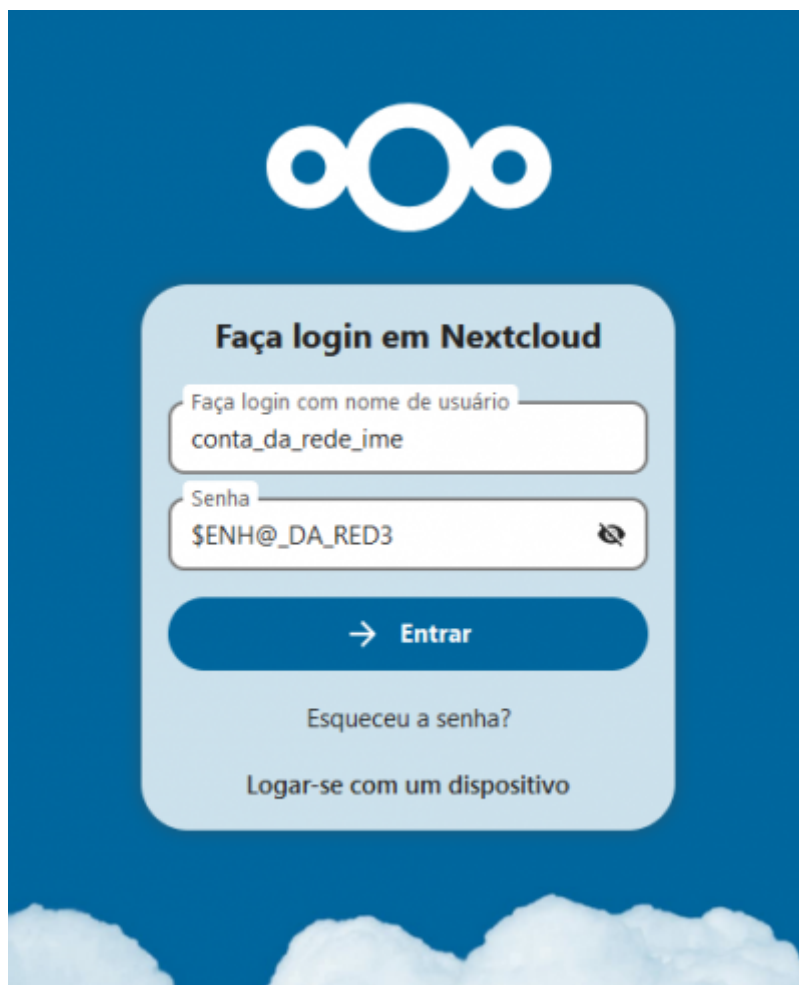 Faça login em Nextcloud
Faça login com nome de usuário
conta_da_rede_ime
Senha
$ENH@_DA_RED3
Entrar
Esqueceu a senha?
Logar-se com um dispositivo